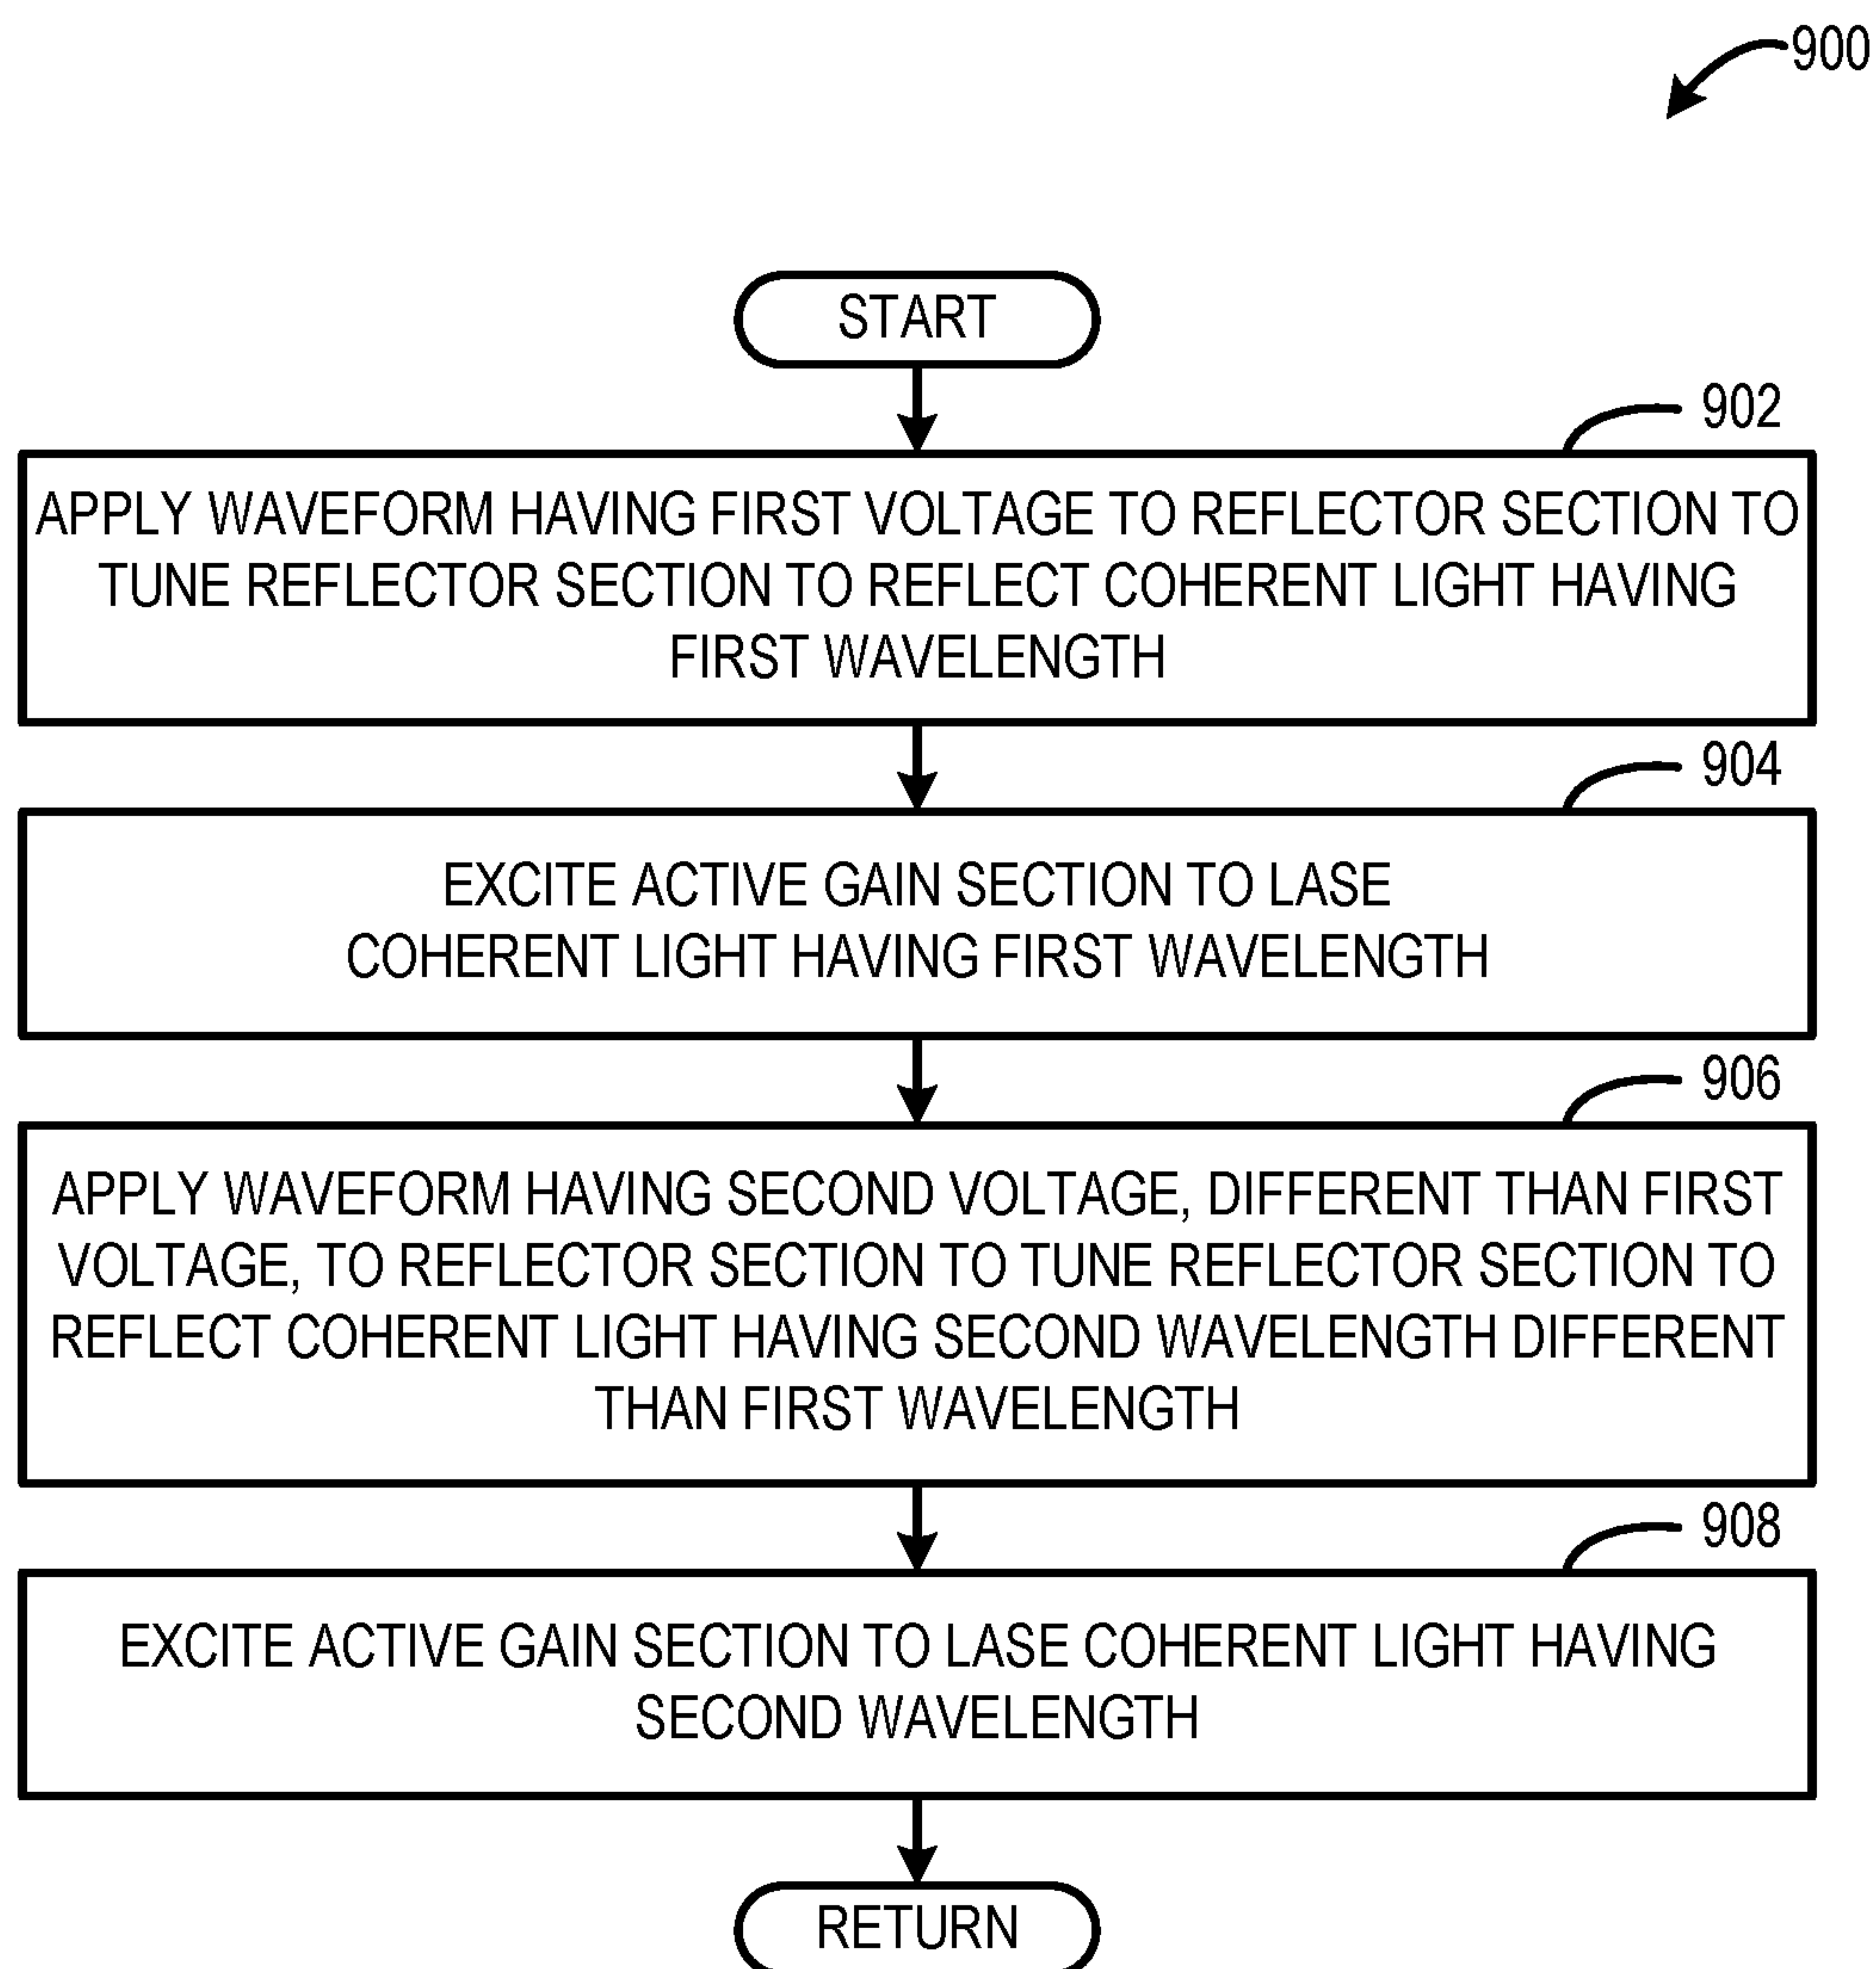 900
START
902
APPLY WAVEFORM HAVING FIRST VOLTAGE TO REFLECTOR SECTION TO
TUNE REFLECTOR SECTION TO REFLECT COHERENT LIGHT HAVING
FIRST WAVELENGTH
904
EXCITE ACTIVE GAIN SECTION TO LASE
COHERENT LIGHT HAVING FIRST WAVELENGTH
906
APPLY WAVEFORM HAVING SECOND VOLTAGE, DIFFERENT THAN FIRST
VOLTAGE, TO REFLECTOR SECTION TO TUNE REFLECTOR SECTION TO
REFLECT COHERENT LIGHT HAVING SECOND WAVELENGTH DIFFERENT
THAN FIRST WAVELENGTH
908
EXCITE ACTIVE GAIN SECTION TO LASE COHERENT LIGHT HAVING
SECOND WAVELENGTH
RETURN